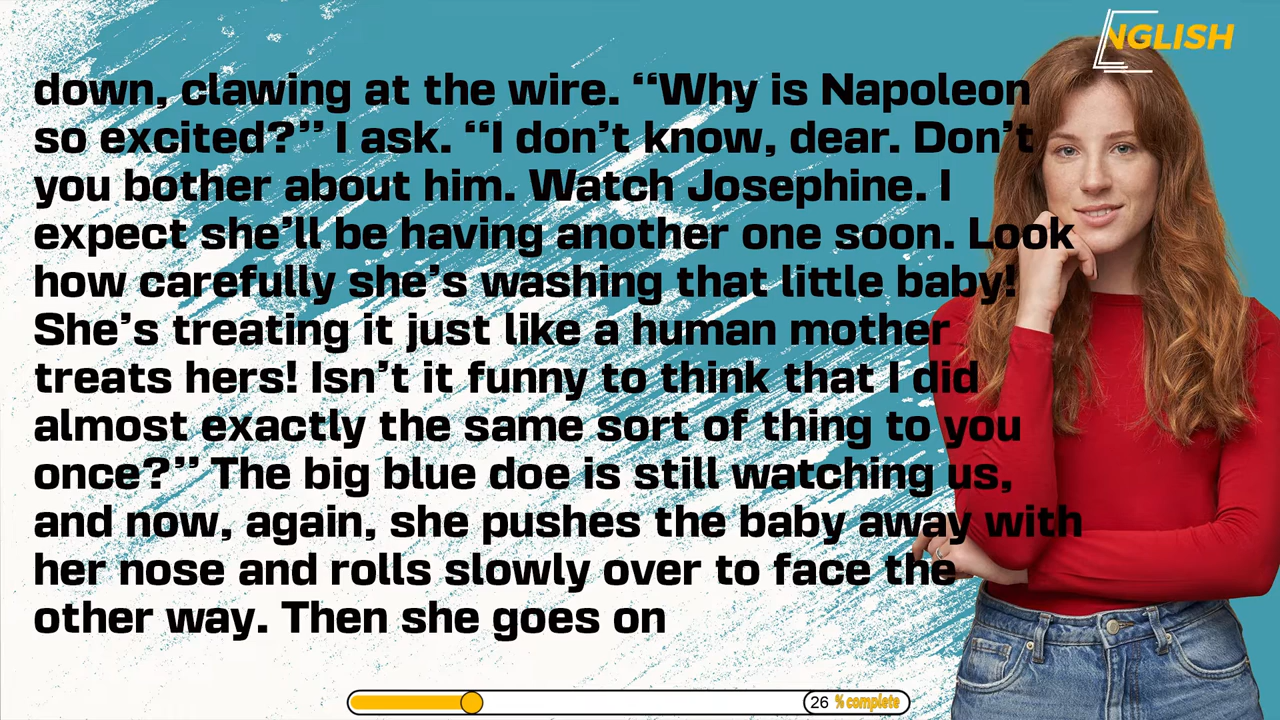 NGLISH
down, clawing at the wire. “Why is Napoleon
so excited?” I ask. “I don’t know, dear. Don’t
you bother about him. Watch Josephine. I
expect she’ll be having another one soon. Look
how carefully she’s washing that little baby!
She’s treating it just like a human mother
treats hers! Isn’t it funny to think that I did
almost exactly the same sort of thing to you
once?” The big blue doe is still watching us,
and now, again, she pushes the baby away with
her nose and rolls slowly over to face the
other way. Then she goes on
26 % complete